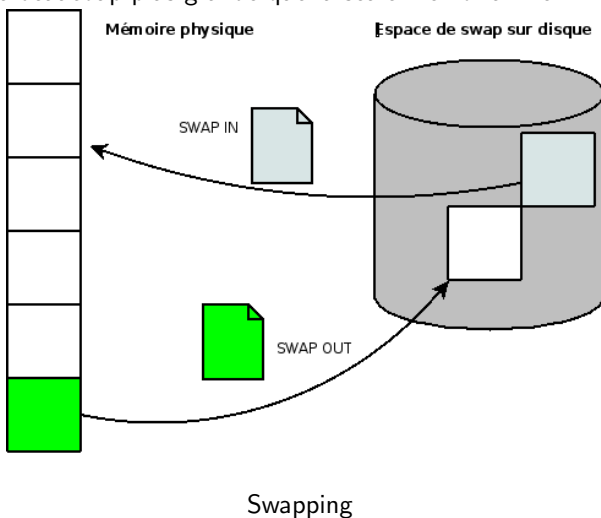 Mémoire physique
Espace de swap sur disque
SWAP IN
SWAP OUT
Swapping